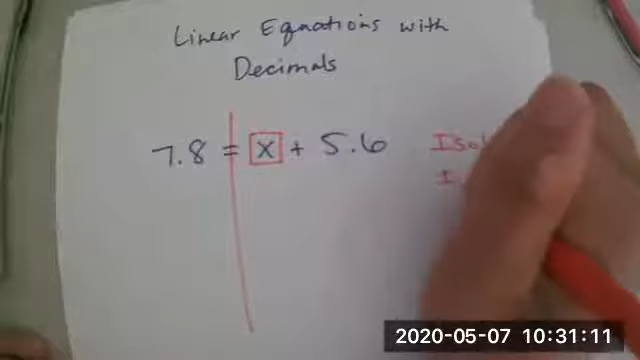 Linear Equations with
Decimals
7.8 = x + 5.6
2020-05-07 10:31:11